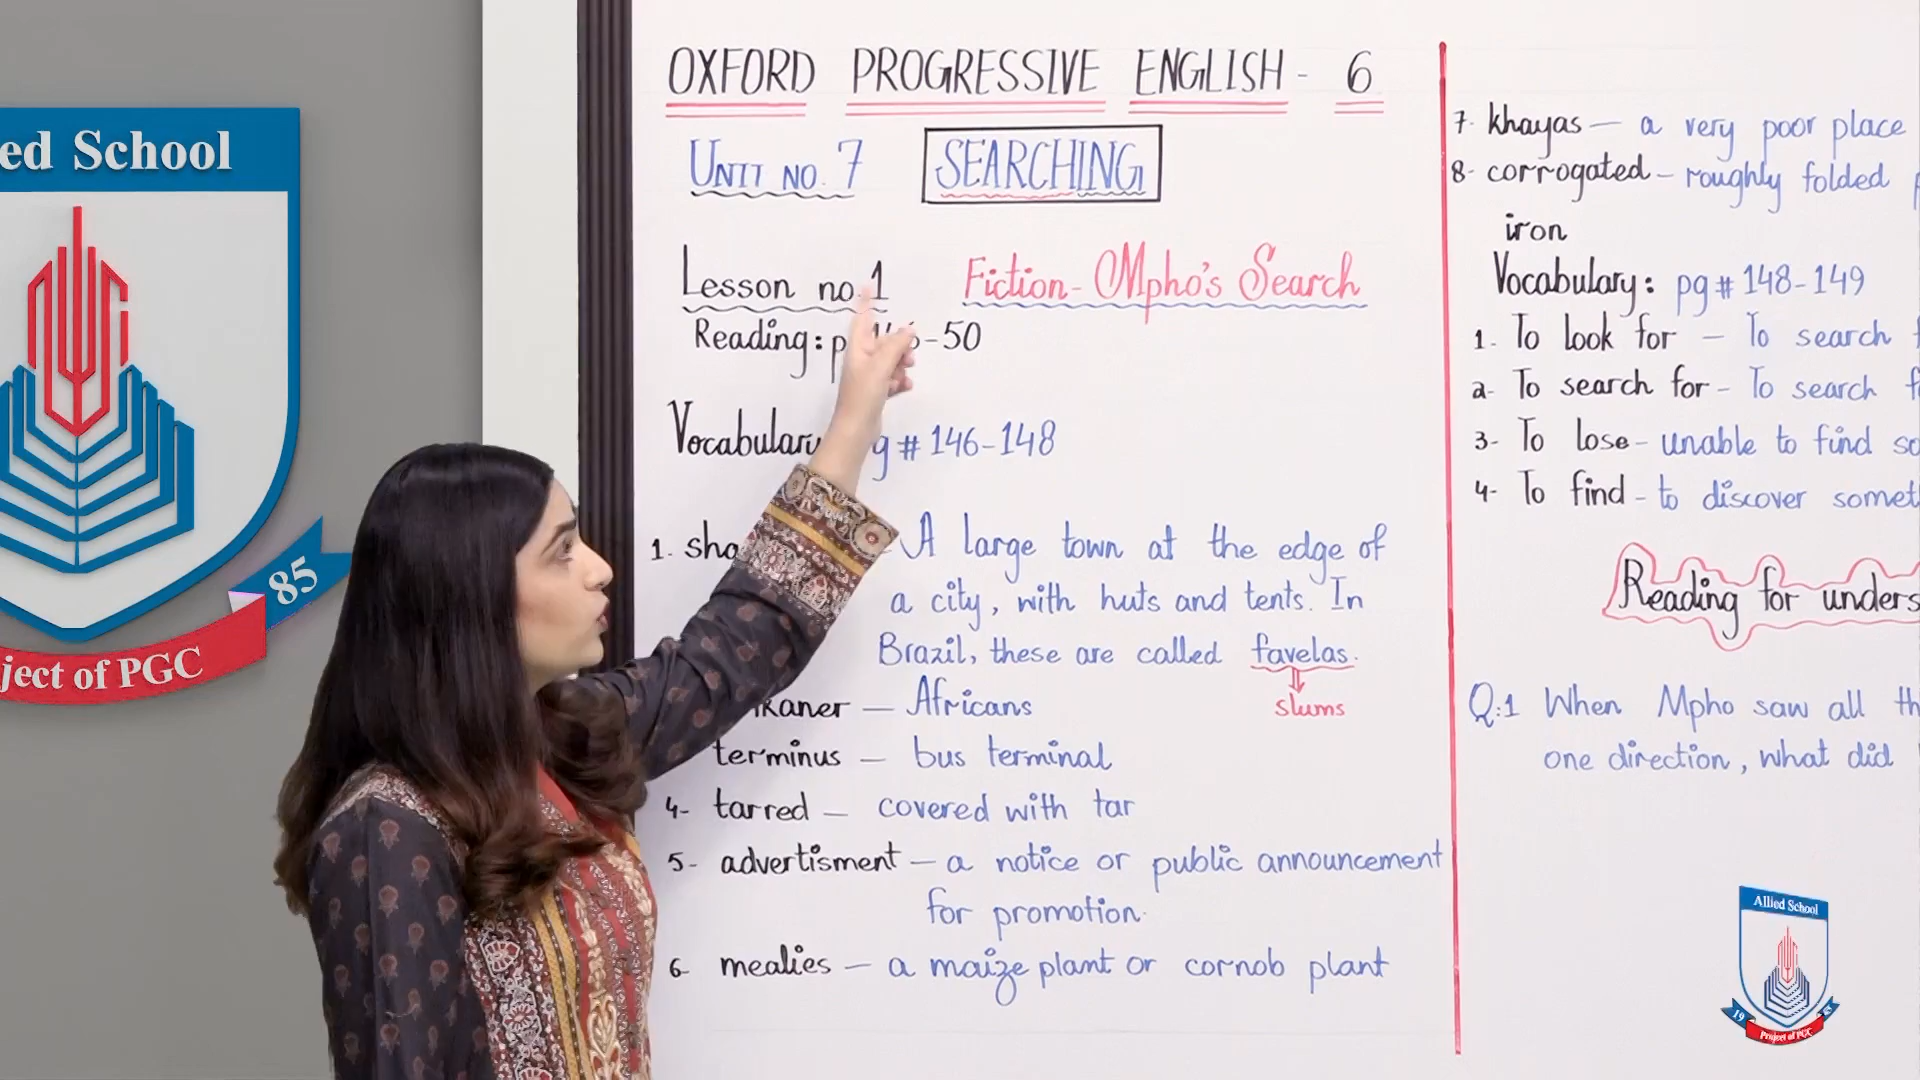 OXFORD PROGRESSIVE ENGLISH - 6
UNIT NO. 7 SEARCHING
Lesson no. 1 Fiction - Mpho's Search
Reading: -50
Vocabulary # 146-148
1. A large town at the edge of
a city, with huts and tents. In
Brazil, these are called favelas.
slums
— Africans
terminus — bus terminal
4- tarred — covered with tar
5- advertisment — a notice or public announcement
for promotion.
6- mealies — a maize plant or cornob plant
7- khayas — a very poor place
8- corrogated — roughly folded
iron
Vocabulary: pg # 148-149
1- To look for — To search
2- To search for - To search
3- To lose - unable to find
4- To find - to discover
Reading for
Q:1 When Mpho saw all
one direction, what did
School
85
of PGC
Allied School
19 85
Project of PGC